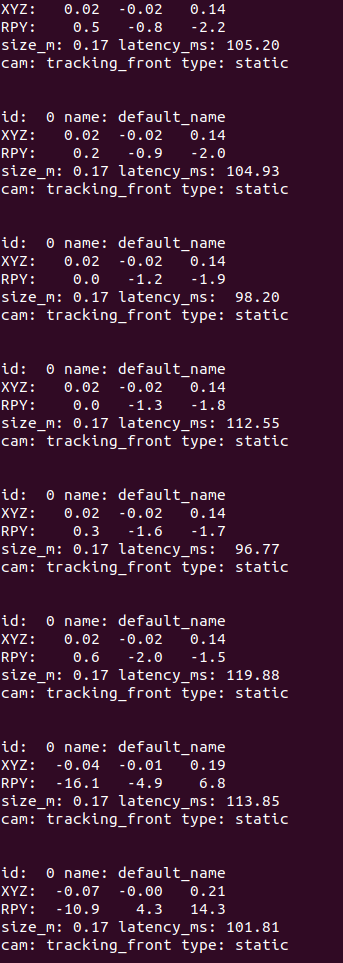 XYZ:   0.02  -0.02   0.14
RPY:    0.5   -0.8   -2.2
size_m: 0.17 latency_ms: 105.20
cam: tracking_front type: static
id:  0 name: default_name
XYZ:   0.02  -0.02   0.14
RPY:    0.2   -0.9   -2.0
size_m: 0.17 latency_ms: 104.93
cam: tracking_front type: static
id:  0 name: default_name
XYZ:   0.02  -0.02   0.14
RPY:    0.0   -1.2   -1.9
size_m: 0.17 latency_ms:  98.20
cam: tracking_front type: static
id:  0 name: default_name
XYZ:   0.02  -0.02   0.14
RPY:    0.0   -1.3   -1.8
size_m: 0.17 latency_ms: 112.55
cam: tracking_front type: static
id:  0 name: default_name
XYZ:   0.02  -0.02   0.14
RPY:    0.3   -1.6   -1.7
size_m: 0.17 latency_ms:  96.77
cam: tracking_front type: static
id:  0 name: default_name
XYZ:   0.02  -0.02   0.14
RPY:    0.6   -2.0   -1.5
size_m: 0.17 latency_ms: 119.88
cam: tracking_front type: static
id:  0 name: default_name
XYZ:  -0.04  -0.01   0.19
RPY:  -16.1   -4.9    6.8
size_m: 0.17 latency_ms: 113.85
cam: tracking_front type: static
id:  0 name: default_name
XYZ:  -0.07  -0.00   0.21
RPY:  -10.9    4.3   14.3
size_m: 0.17 latency_ms: 101.81
cam: tracking_front type: static